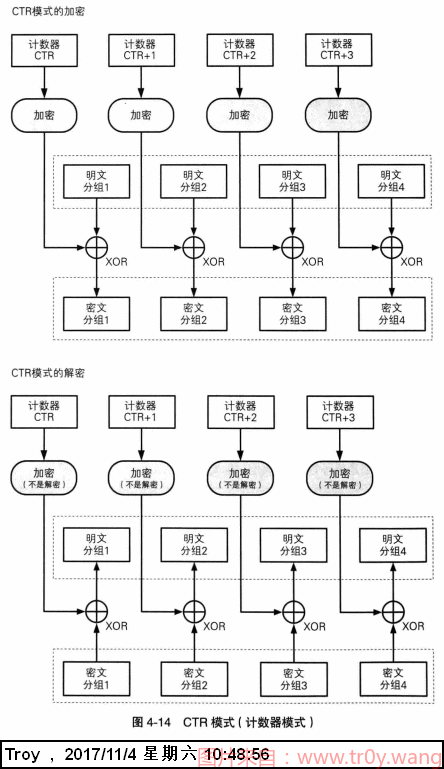 CTR模式的加密
计数器 计数器 计数器 计数器
CTR CTR+1 CTR+2 CTR+3
加密 加密 加密 加密
明文 明文 明文 明文
分组1 分组2 分组3 分组4
XOR XOR XOR XOR
密文 密文 密文 密文
分组1 分组2 分组3 分组4
CTR模式的解密
计数器 计数器 计数器 计数器
CTR CTR+1 CTR+2 CTR+3
加密 加密 加密 加密
(不是解密) (不是解密) (不是解密) (不是解密)
明文 明文 明文 明文
分组1 分组2 分组3 分组4
XOR XOR XOR XOR
密文 密文 密文 密文
分组1 分组2 分组3 分组4
图 4-14 CTR 模式(计数器模式)
Troy , 2017/11/4 星期六 10:48:56
图片来自：www.tr0y.wang